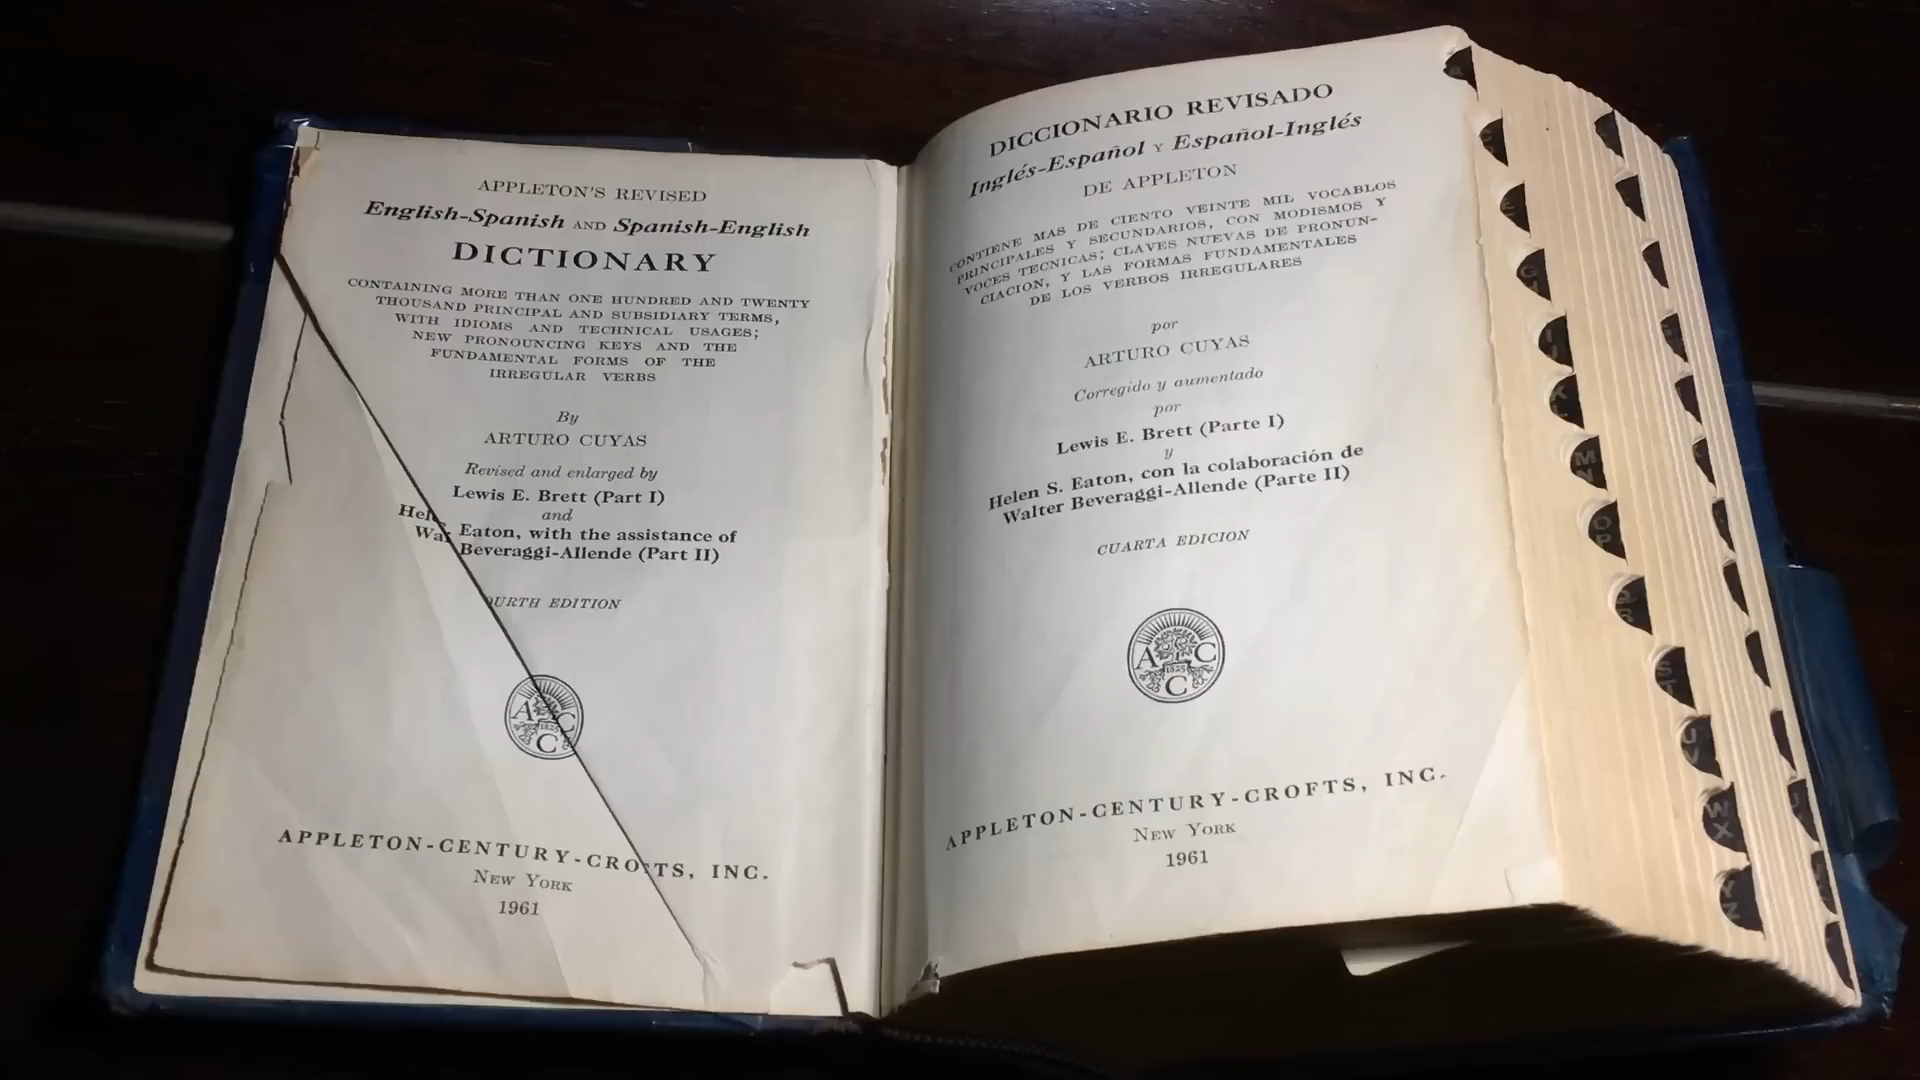 APPLETON'S REVISED
English-Spanish AND Spanish-English
DICTIONARY
CONTAINING MORE THAN ONE HUNDRED AND TWENTY
THOUSAND PRINCIPAL AND SUBSIDIARY TERMS,
WITH IDIOMS AND TECHNICAL USAGES;
NEW PRONOUNCING KEYS AND THE
FUNDAMENTAL FORMS OF THE
IRREGULAR VERBS
By
ARTURO CUYAS
Revised and enlarged by
Lewis E. Brett (Part I)
and
Eaton, with the assistance of
Beveraggi-Allende (Part II)
EDITION
A C C
1825
APPLETON-CENTURY-CROFTS, INC.
NEW YORK
1961
DICCIONARIO REVISADO
Inglés-Español Y Español-Inglés
DE APPLETON
CONTIENE MAS DE CIENTO VEINTE MIL VOCABLOS
PRINCIPALES Y SECUNDARIOS, CON MODISMOS Y
VOCES TECNICAS; CLAVES NUEVAS DE PRONUN-
CIACION, Y LAS FORMAS FUNDAMENTALES
DE LOS VERBOS IRREGULARES
por
ARTURO CUYAS
Corregido y aumentado
por
Lewis E. Brett (Parte I)
y
Helen S. Eaton, con la colaboración de
Walter Beveraggi-Allende (Parte II)
CUARTA EDICION
A C C
1825
APPLETON-CENTURY-CROFTS, INC.
NEW YORK
1961
A
C
E
G H
I J
K L
M N
O P
Q R
S T
U V
W X
Y Z